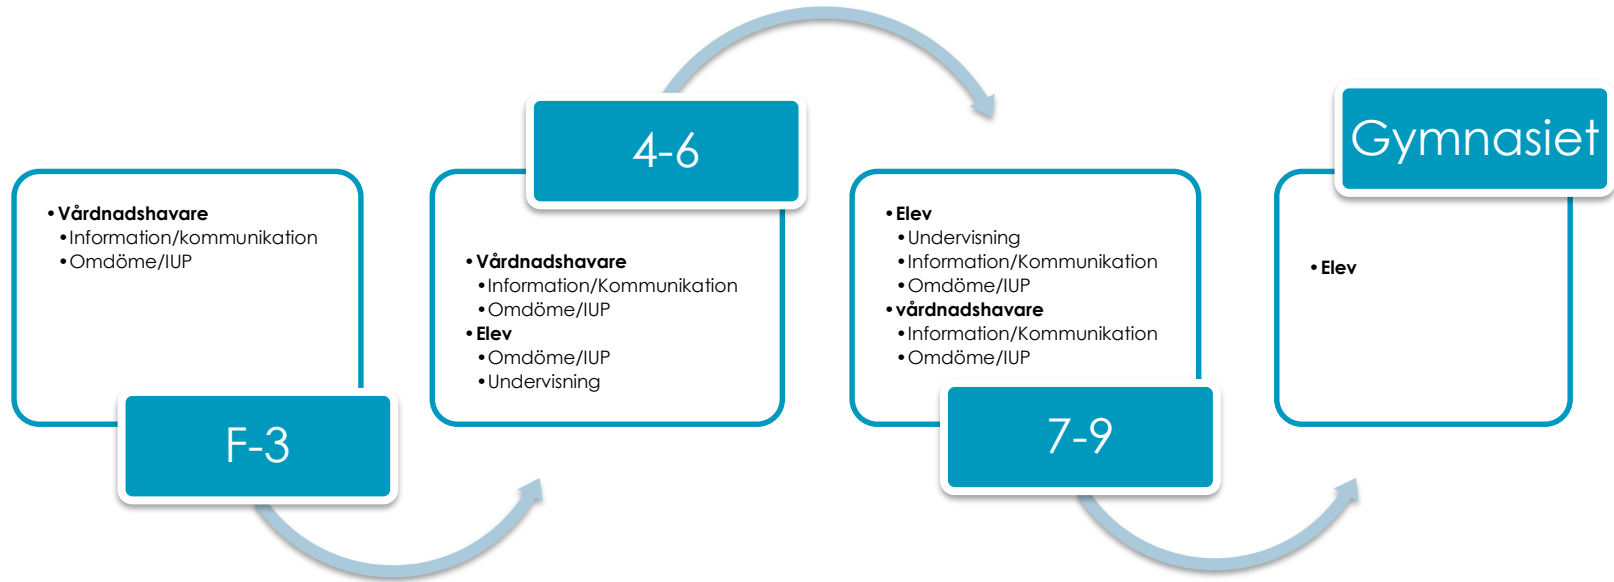 • Vårdnadshavare
• Information/kommunikation
• Omdöme/IUP
F-3
4-6
• Vårdnadshavare
• Information/Kommunikation
• Omdöme/IUP
• Elev
• Omdöme/IUP
• Undervisning
• Elev
• Undervisning
• Information/Kommunikation
• Omdöme/IUP
• vårdnadshavare
• Information/Kommunikation
• Omdöme/IUP
7-9
Gymnasiet
• Elev